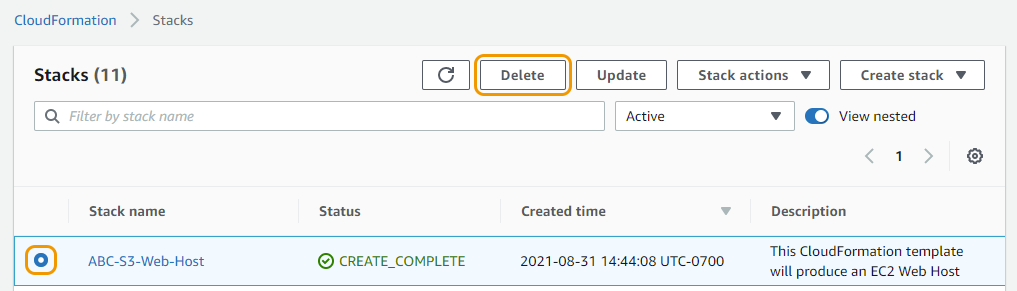 CloudFormation > Stacks
Stacks (11) Delete Update Stack actions Create stack
Filter by stack name Active View nested
1
Stack name Status Created time Description
ABC-S3-Web-Host CREATE_COMPLETE 2021-08-31 14:44:08 UTC-0700 This CloudFormation template
will produce an EC2 Web Host